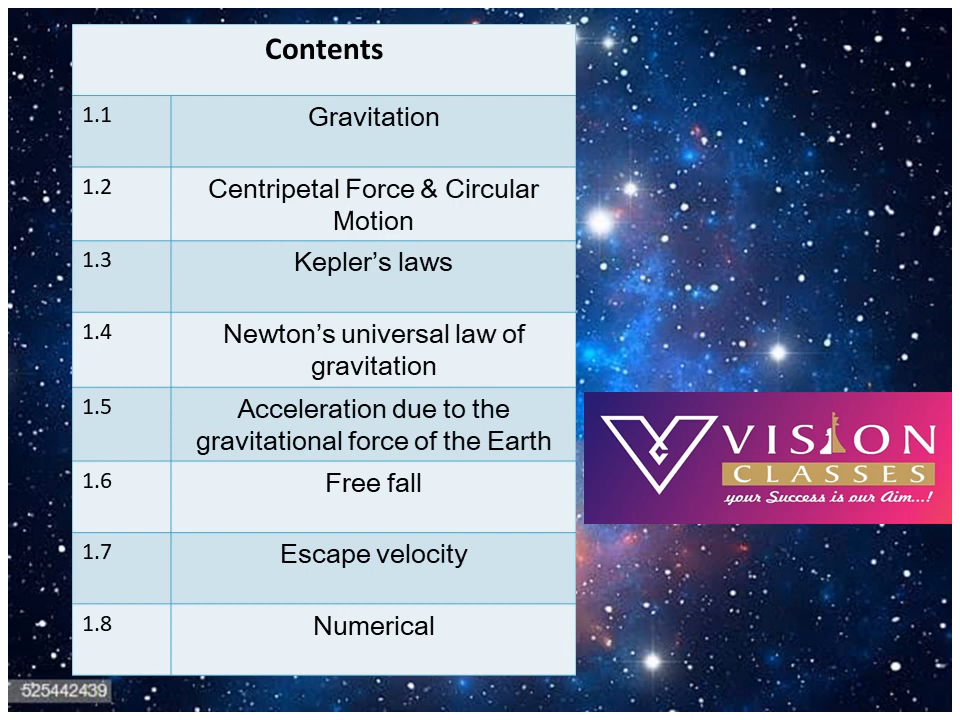 Contents
1.1 Gravitation
1.2 Centripetal Force & Circular
Motion
1.3 Kepler’s laws
1.4 Newton’s universal law of
gravitation
1.5 Acceleration due to the
gravitational force of the Earth
1.6 Free fall
1.7 Escape velocity
1.8 Numerical
VISION
CLASSES
your Success is our Aim...!
525442439